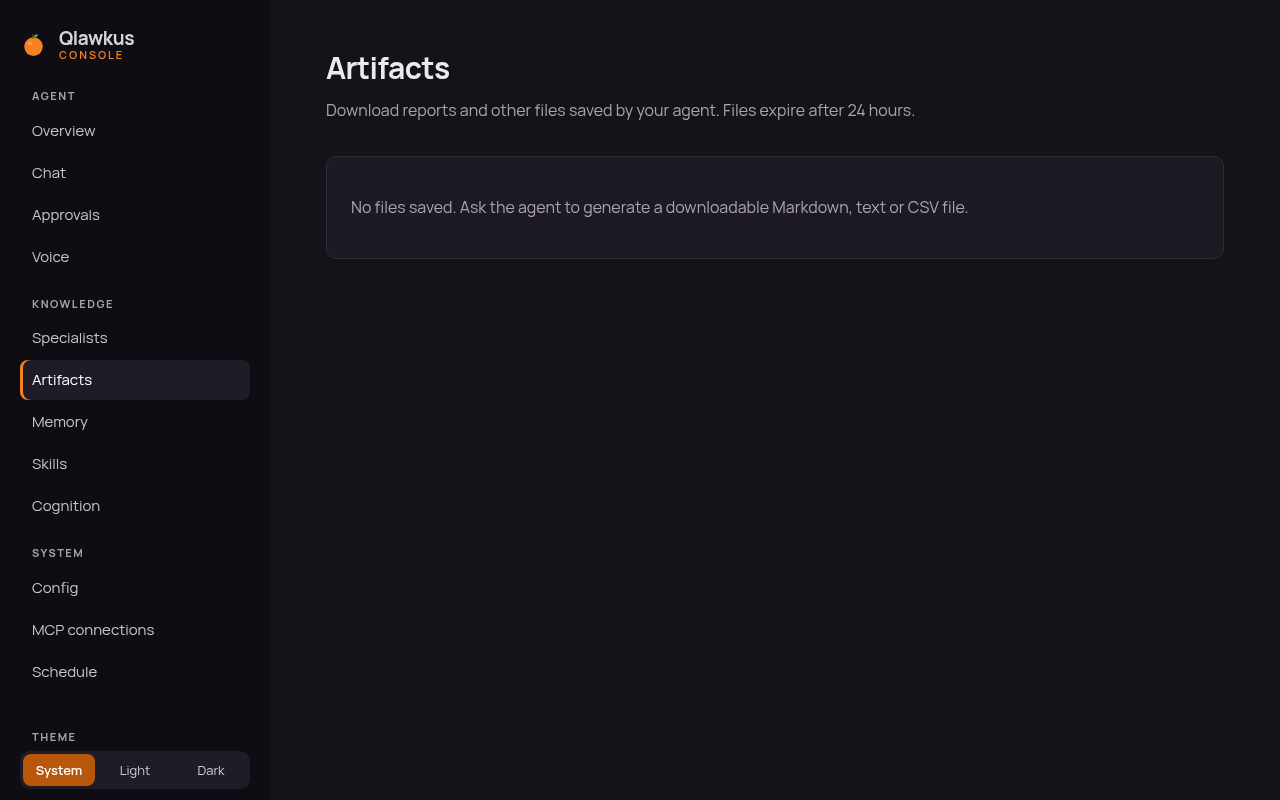 Qlawkus
CONSOLE
AGENT
Overview
Chat
Approvals
Voice
KNOWLEDGE
Specialists
Artifacts
Memory
Skills
Cognition
SYSTEM
Config
MCP connections
Schedule
THEME
System Light Dark
Artifacts
Download reports and other files saved by your agent. Files expire after 24 hours.
No files saved. Ask the agent to generate a downloadable Markdown, text or CSV file.